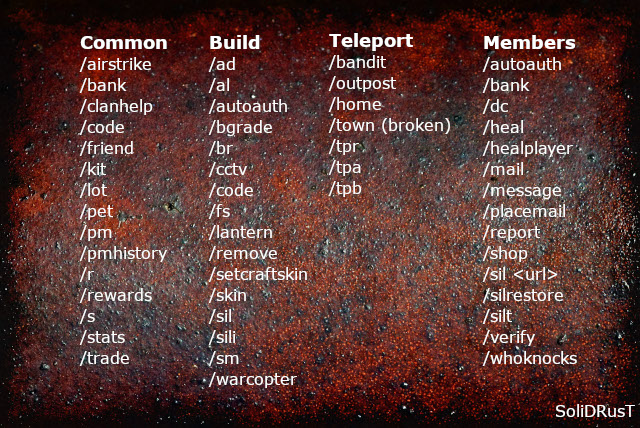 Common
/airstrike
/bank
/clanhelp
/code
/friend
/kit
/lot
/pet
/pm
/pmhistory
/r
/rewards
/s
/stats
/trade
Build
/ad
/al
/autoauth
/bgrade
/br
/cctv
/code
/fs
/lantern
/remove
/setcraftskin
/skin
/sil
/sili
/sm
/warcopter
Teleport
/bandit
/outpost
/home
/town (broken)
/tpr
/tpa
/tpb
Members
/autoauth
/bank
/dc
/heal
/healplayer
/mail
/message
/placemail
/report
/shop
/sil <url>
/silrestore
/silt
/verify
/whoknocks
SoliDRusT